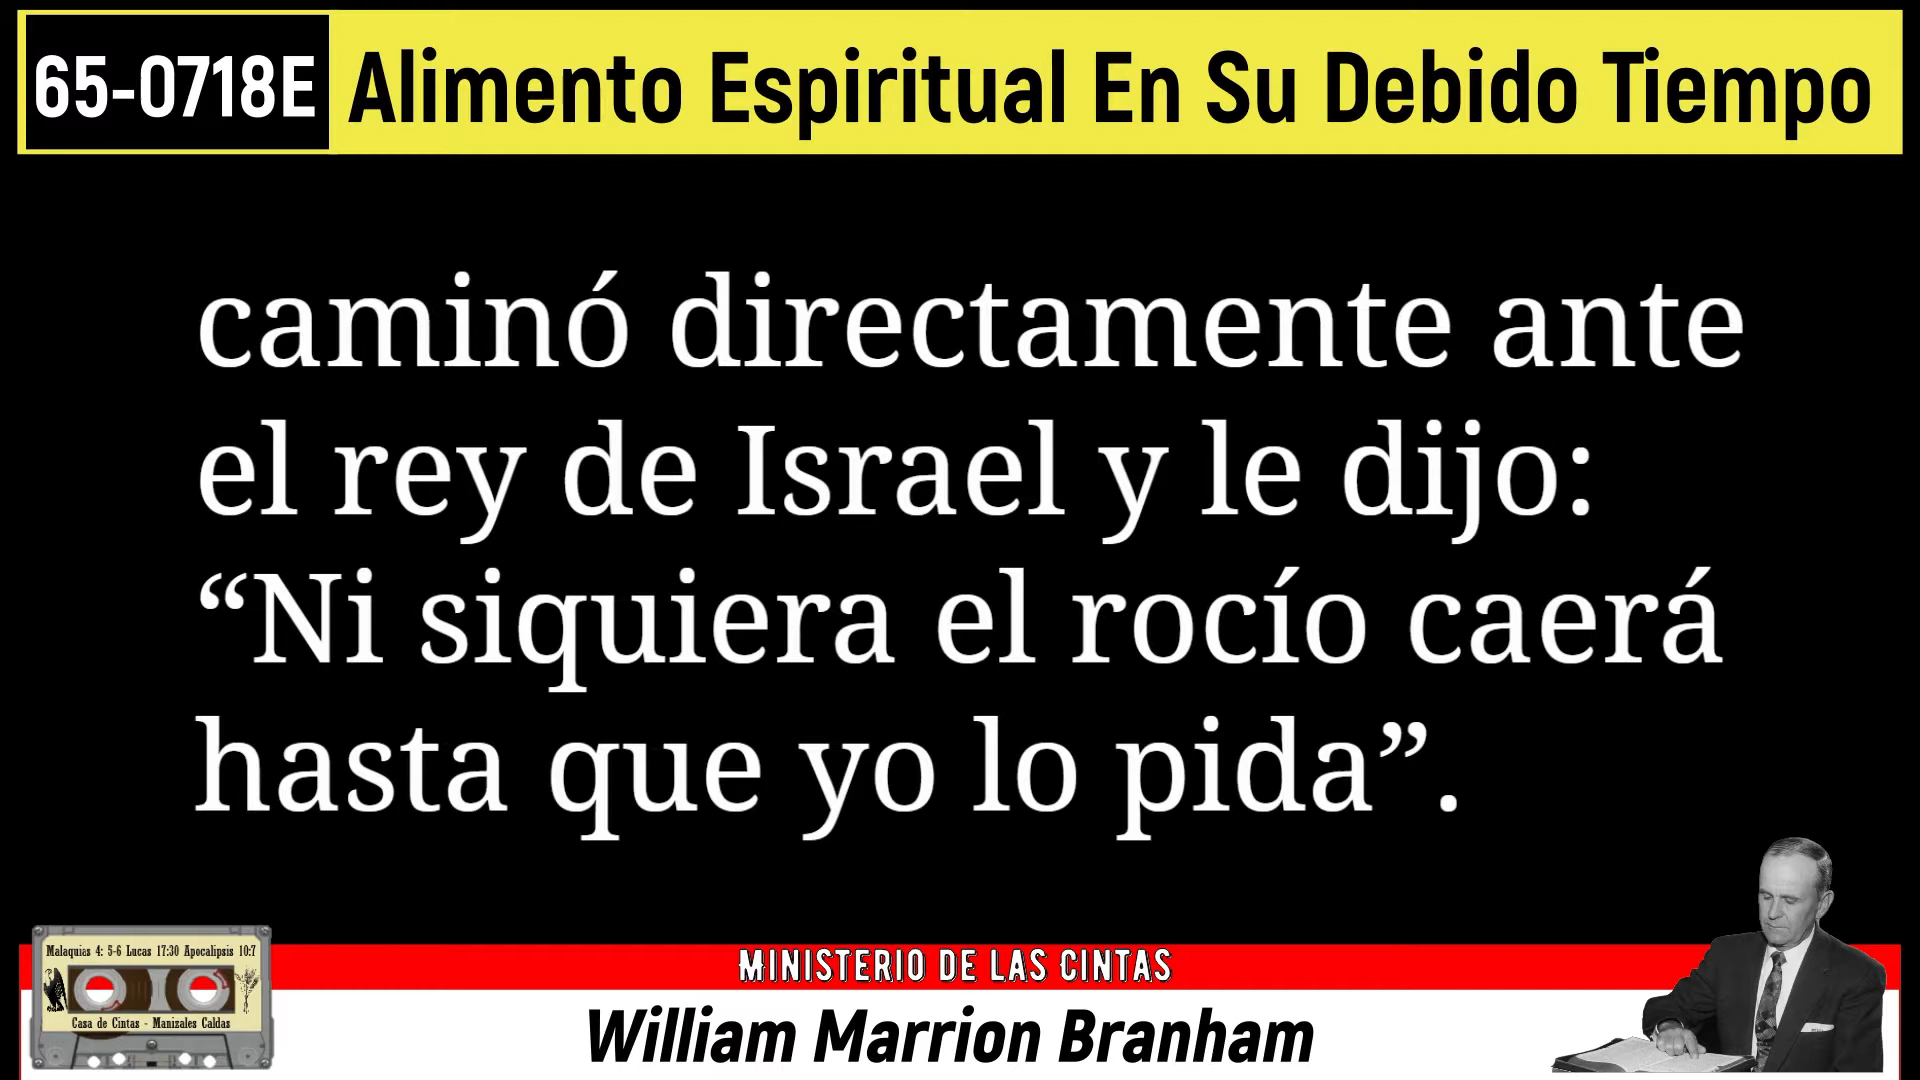 65-0718E Alimento Espiritual En Su Debido Tiempo
caminó directamente ante
el rey de Israel y le dijo:
“Ni siquiera el rocío caerá
hasta que yo lo pida”.
Malaquias 4: 5-6 Lucas 17:30 Apocalipsis 10:7
Casa de Cintas - Manizales Caldas
MINISTERIO DE LAS CINTAS
William Marrion Branham